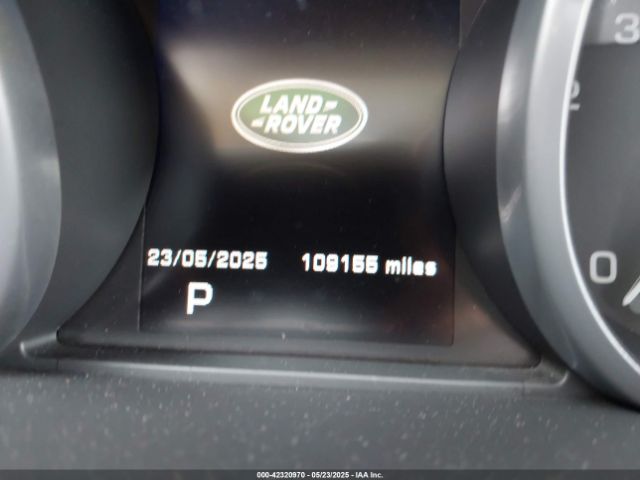 3
2
LAND-
-ROVER
23/05/2025 109155 miles
0
P
000-42320970 - 05/23/2025 - IAA Inc.